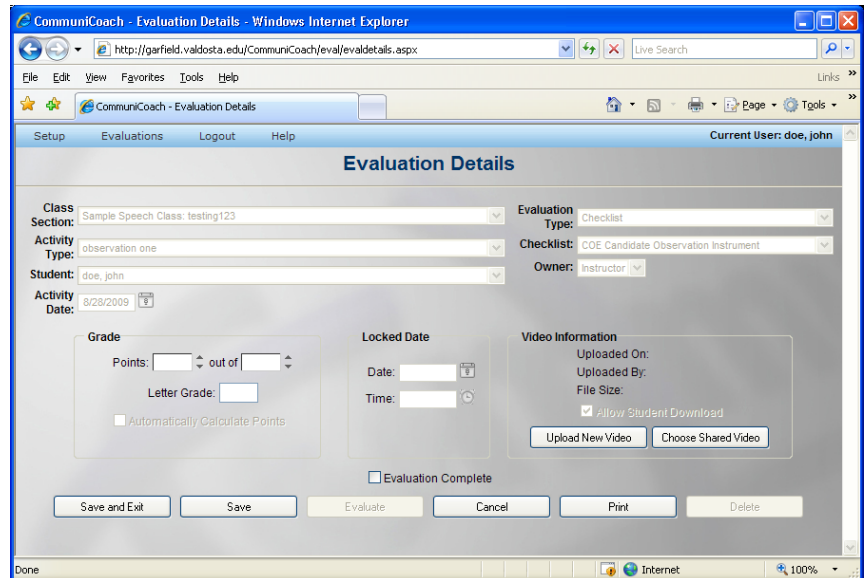 CommuniCoach - Evaluation Details - Windows Internet Explorer
http://garfield.valdosta.edu/CommuniCoach/eval/evaldetails.aspx
Live Search
File Edit View Favorites Tools Help
Links »
CommuniCoach - Evaluation Details
Page Tools »
Setup Evaluations Logout Help Current User: doe, john
Evaluation Details
Class Section: Sample Speech Class: testing123
Evaluation Type: Checklist
Activity Type: observation one
Checklist: COE Candidate Observation Instrument
Student: doe, john
Owner: Instructor
Activity Date: 8/28/2009
Grade
Points: out of
Letter Grade:
Automatically Calculate Points
Locked Date
Date:
Time:
Video Information
Uploaded On:
Uploaded By:
File Size:
Allow Student Download
Upload New Video Choose Shared Video
Evaluation Complete
Save and Exit Save Evaluate Cancel Print Delete
Done Internet 100%